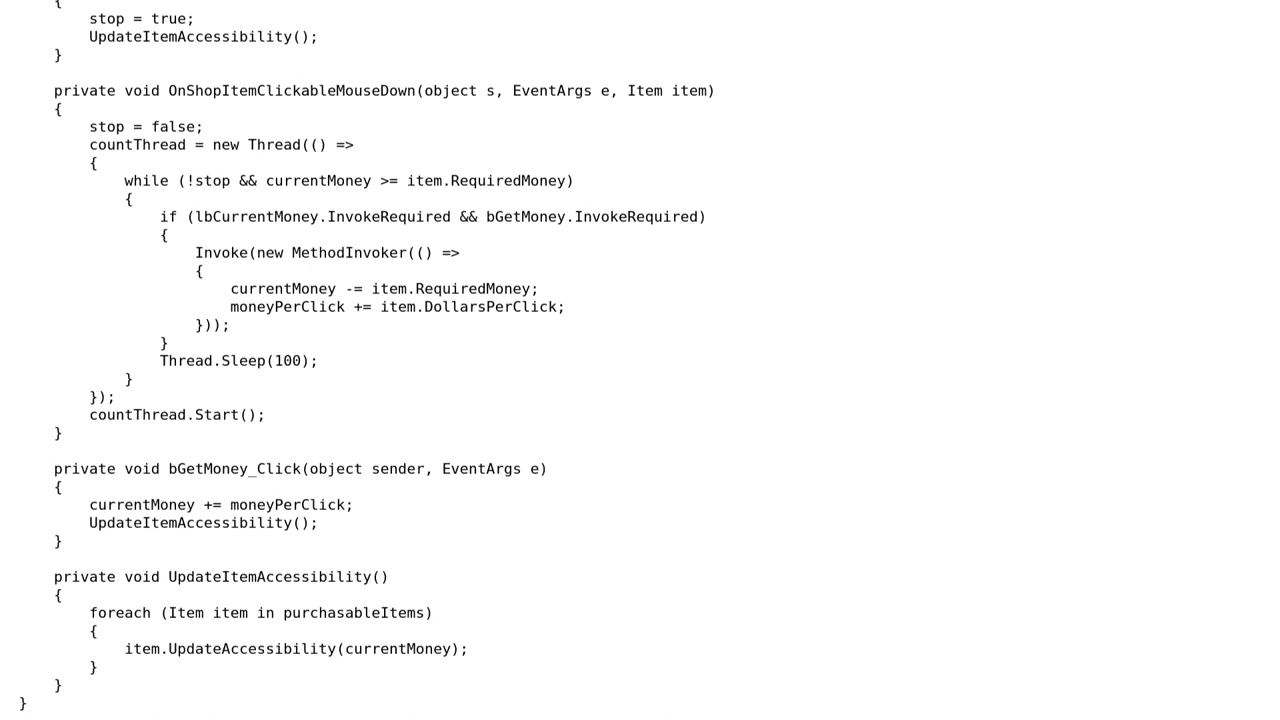 {
stop = true;
UpdateItemAccessibility();
}
private void OnShopItemClickableMouseDown(object s, EventArgs e, Item item)
{
stop = false;
countThread = new Thread(() =>
{
while (!stop && currentMoney >= item.RequiredMoney)
{
if (lbCurrentMoney.InvokeRequired && bGetMoney.InvokeRequired)
{
Invoke(new MethodInvoker(() =>
{
currentMoney -= item.RequiredMoney;
moneyPerClick += item.DollarsPerClick;
}));
}
Thread.Sleep(100);
}
});
countThread.Start();
}
private void bGetMoney_Click(object sender, EventArgs e)
{
currentMoney += moneyPerClick;
UpdateItemAccessibility();
}
private void UpdateItemAccessibility()
{
foreach (Item item in purchasableItems)
{
item.UpdateAccessibility(currentMoney);
}
}
}